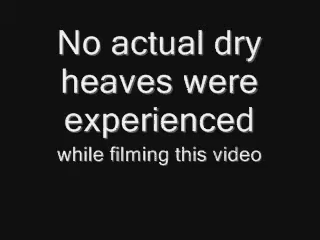 No actual dry
heaves were
experienced
while filming this video